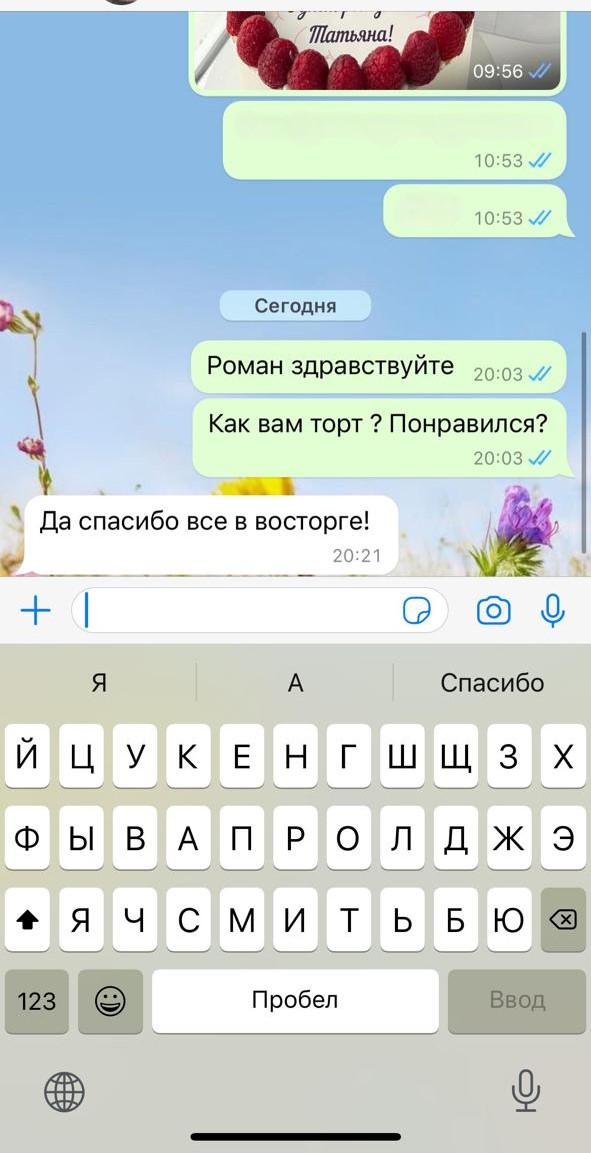 Татьяна!
09:56
10:53
10:53
Сегодня
Роман здравствуйте 20:03
Как вам торт ? Понравился?
20:03
Да спасибо все в восторге!
20:21
Я А Спасибо
Й Ц У К Е Н Г Ш Щ З Х
Ф Ы В А П Р О Л Д Ж Э
Я Ч С М И Т Ь Б Ю
123 Пробел Ввод